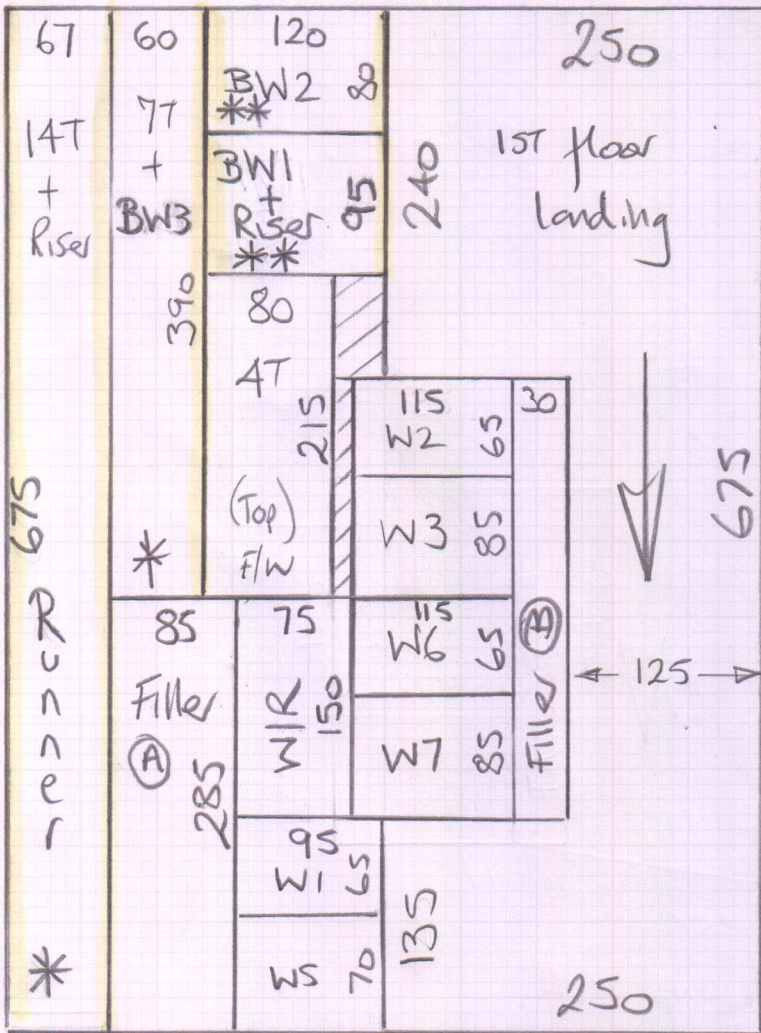 67
14T
+
Riser
675
Runner
*
60
7T
+
BW3
390
*
120
BW2
**
80
BW1
+
Riser
**
95
240
80
4T
215
(Top)
F/W
115
W2
65
30
W3
85
115
W6
65
W7
85
Filler B
85
Filler
A
285
75
W/R
150
95
W1
65
W5
70
135
250
1ST floor
landing
675
125
250